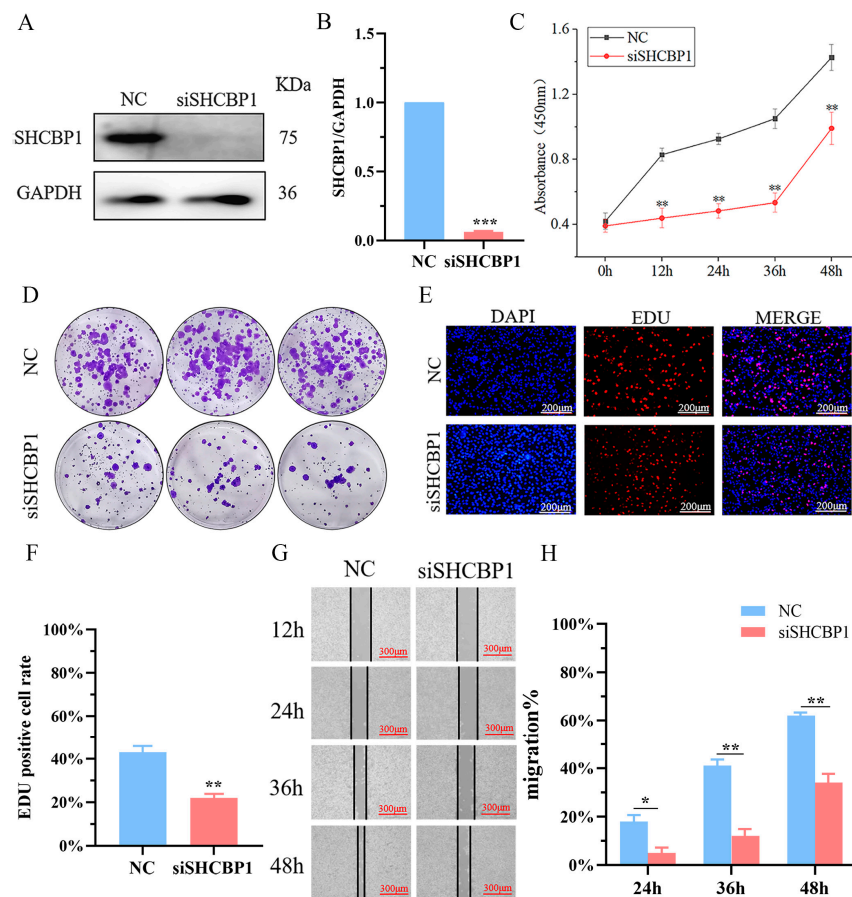 A
NC siSHCBP1 KDa
SHCBP1 75
GAPDH 36
B
SHCBP1/GAPDH
1.5
1.0
0.5
0.0
***
NC siSHCBP1
C
NC
siSHCBP1
Absorbance（450nm）
1.6
1.2
0.8
0.4
** ** ** **
0h 12h 24h 36h 48h
D
NC
siSHCBP1
E
DAPI EDU MERGE
NC
200μm 200μm 200μm
siSHCBP1
200μm 200μm 200μm
F
EDU positive cell rate
100%
80%
60%
40%
20%
0%
**
NC siSHCBP1
G
NC siSHCBP1
12h 300μm 300μm
24h 300μm 300μm
36h 300μm 300μm
48h 300μm 300μm
H
NC
siSHCBP1
migration%
100%
80%
60%
40%
20%
0%
* ** **
24h 36h 48h